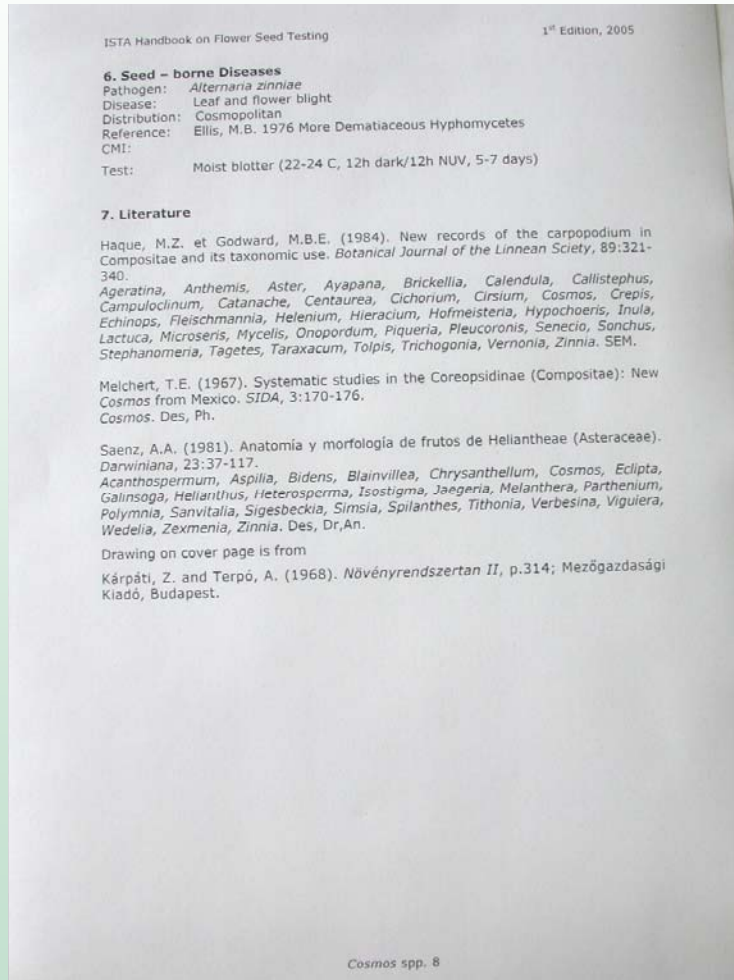 ISTA Handbook on Flower Seed Testing 1st Edition, 2005
6. Seed – borne Diseases
Pathogen: Alternaria zinniae
Disease: Leaf and flower blight
Distribution: Cosmopolitan
Reference: Ellis, M.B. 1976 More Dematiaceous Hyphomycetes
CMI:
Test: Moist blotter (22-24 C, 12h dark/12h NUV, 5-7 days)
7. Literature
Haque, M.Z. et Godward, M.B.E. (1984). New records of the carpopodium in
Compositae and its taxonomic use. Botanical Journal of the Linnean Sciety, 89:321-
340.
Ageratina, Anthemis, Aster, Ayapana, Brickellia, Calendula, Callistephus,
Campuloclinum, Catanache, Centaurea, Cichorium, Cirsium, Cosmos, Crepis,
Echinops, Fleischmannia, Helenium, Hieracium, Hofmeisteria, Hypochoeris, Inula,
Lactuca, Microseris, Mycelis, Onopordum, Piqueria, Pleucoronis, Senecio, Sonchus,
Stephanomeria, Tagetes, Taraxacum, Tolpis, Trichogonia, Vernonia, Zinnia. SEM.
Melchert, T.E. (1967). Systematic studies in the Coreopsidinae (Compositae): New
Cosmos from Mexico. SIDA, 3:170-176.
Cosmos. Des, Ph.
Saenz, A.A. (1981). Anatomía y morfología de frutos de Heliantheae (Asteraceae).
Darwiniana, 23:37-117.
Acanthospermum, Aspilia, Bidens, Blainvillea, Chrysanthellum, Cosmos, Eclipta,
Galinsoga, Helianthus, Heterosperma, Isostigma, Jaegeria, Melanthera, Parthenium,
Polymnia, Sanvitalia, Sigesbeckia, Simsia, Spilanthes, Tithonia, Verbesina, Viguiera,
Wedelia, Zexmenia, Zinnia. Des, Dr,An.
Drawing on cover page is from
Kárpáti, Z. and Terpó, A. (1968). Növényrendszertan II, p.314; Mezőgazdasági
Kiadó, Budapest.
Cosmos spp. 8